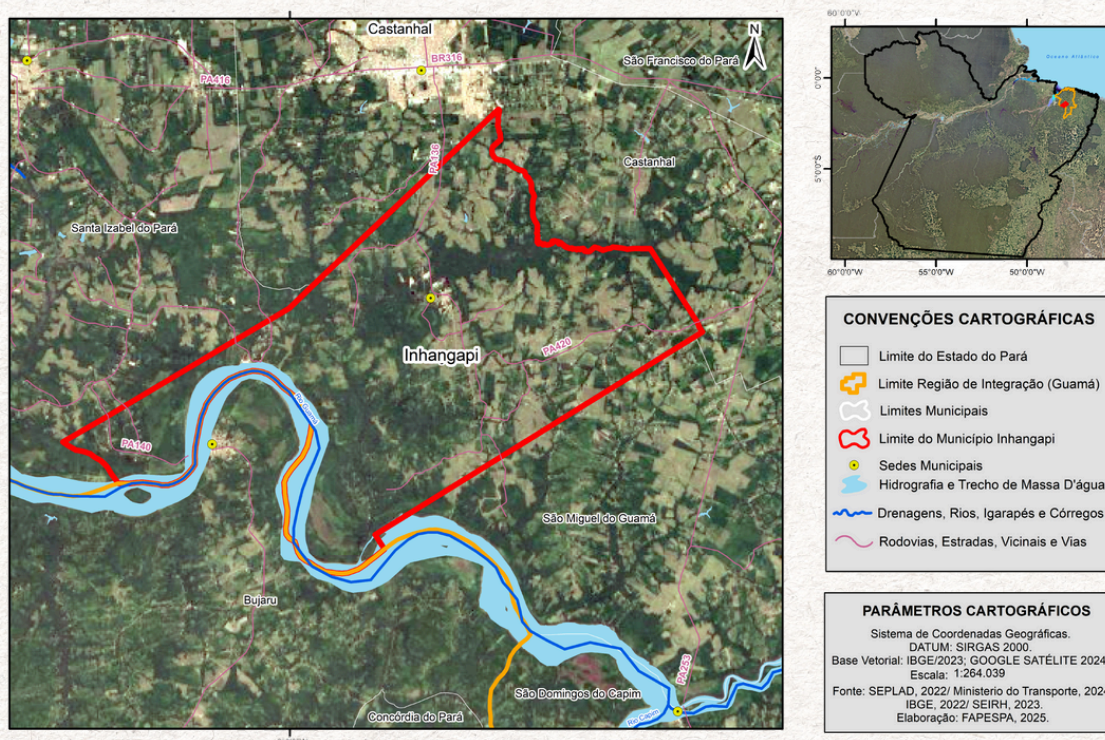 Castanhal
N
BR316
São Francisco do Pará
PA416
PA136
Castanhal
Santa Izabel do Pará
Inhangapi
PA420
Rio Guamá
PA140
São Miguel do Guamá
Bujaru
PA253
São Domingos do Capim
Rio Capim
Concórdia do Pará
60°0'0"W
Oceano Atlântico
0°0'0"
5°0'0"S
60°0'0"W
55°0'0"W
50°0'0"W
CONVENÇÕES CARTOGRÁFICAS
Limite do Estado do Pará
Limite Região de Integração (Guamá)
Limites Municipais
Limite do Município Inhangapi
Sedes Municipais
Hidrografia e Trecho de Massa D'água
Drenagens, Rios, Igarapés e Córregos
Rodovias, Estradas, Vicinais e Vias
PARÂMETROS CARTOGRÁFICOS
Sistema de Coordenadas Geográficas.
DATUM: SIRGAS 2000.
Base Vetorial: IBGE/2023; GOOGLE SATÉLITE 2024
Escala: 1:264.039
Fonte: SEPLAD, 2022/ Ministerio do Transporte, 2024
IBGE, 2022/ SEIRH, 2023.
Elaboração: FAPESPA, 2025.